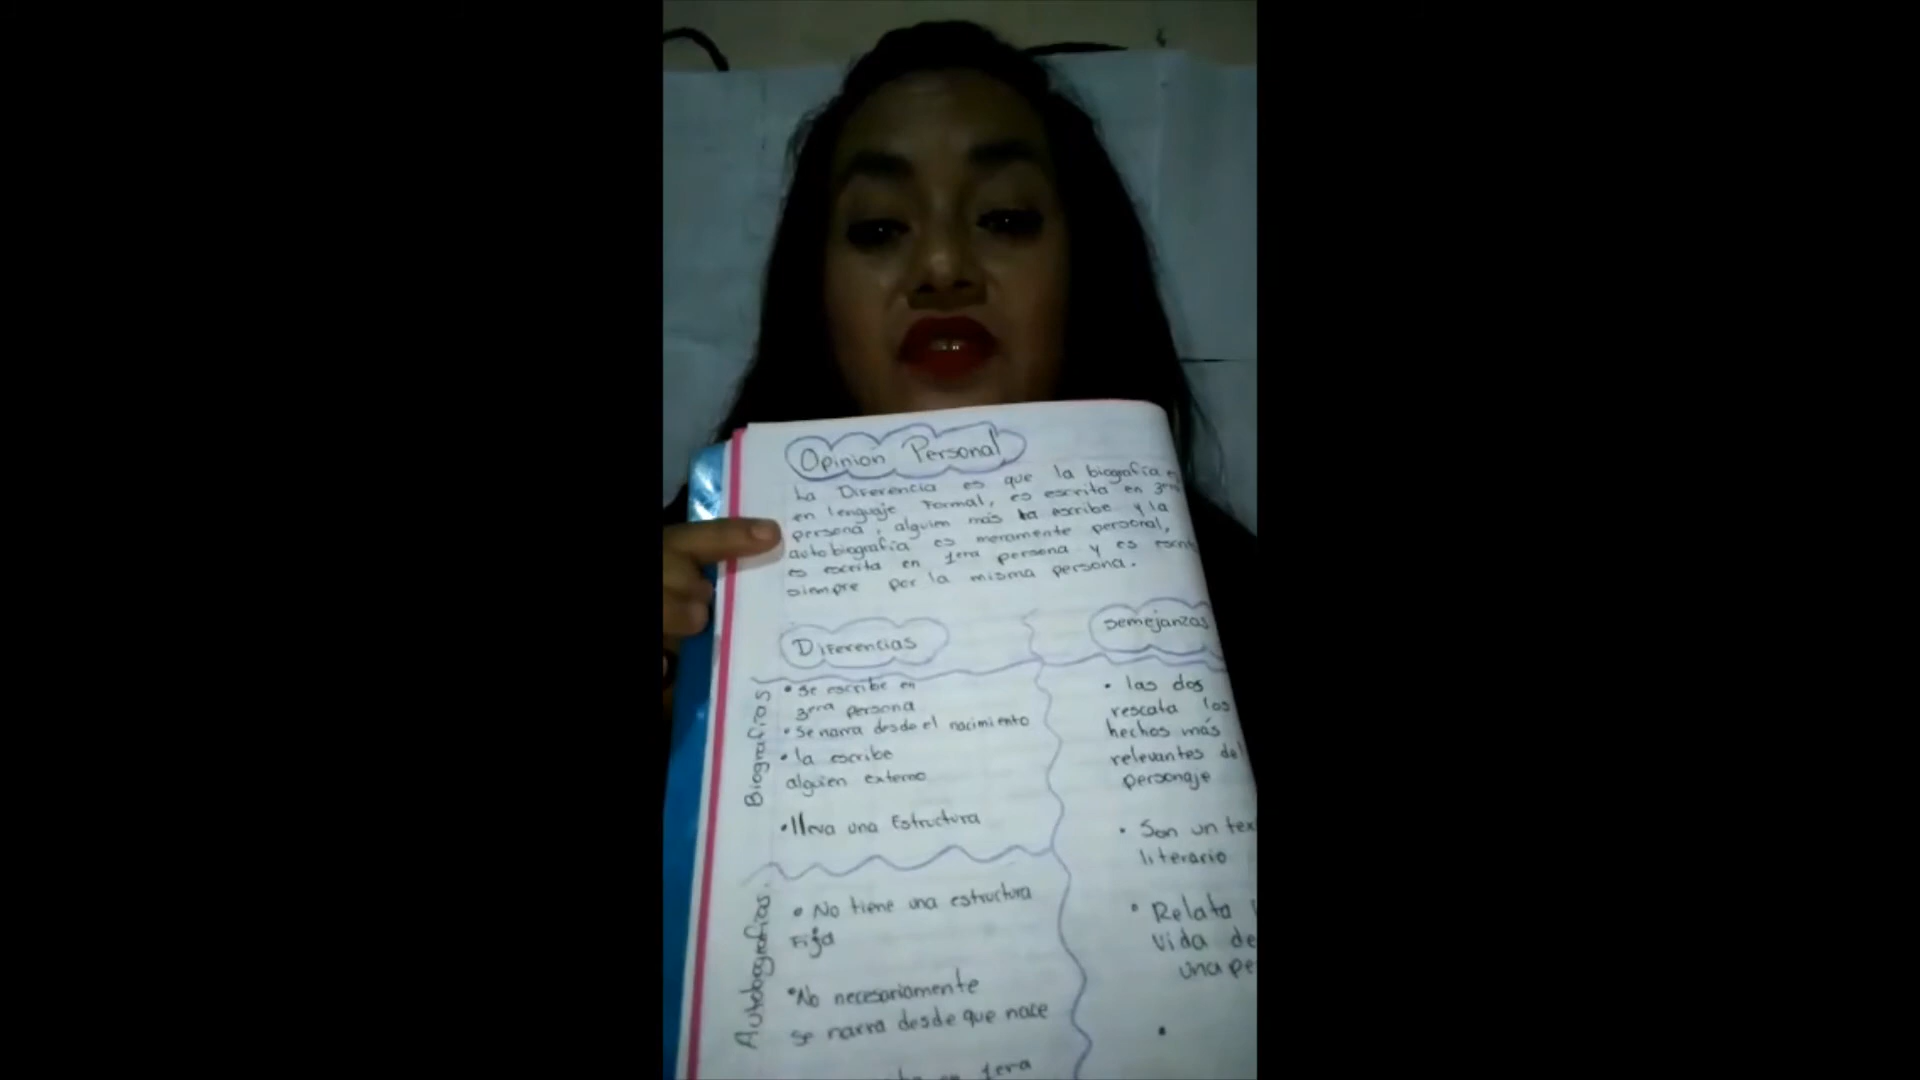 Opinión Personal
La Diferencia es que la biografía
en lenguaje Formal, es escrita en 3era
persona, alguien más la escribe y la
autobiografía es meramente personal,
es escrita en 1era persona y es
siempre por la misma persona.
Diferencias
Semejanzas
Biografías
• Se escribe en
3era persona
• Se narra desde el nacimiento
• la escribe
alguien externo
• lleva una Estructura
Autobografías.
• No tiene una estructura
Fija
• No necesariamente
se narra desde que nace
1era
• las dos
rescata los
hechos más
relevantes del
personaje
• Son un
literario
• Relata
vida de
una
•